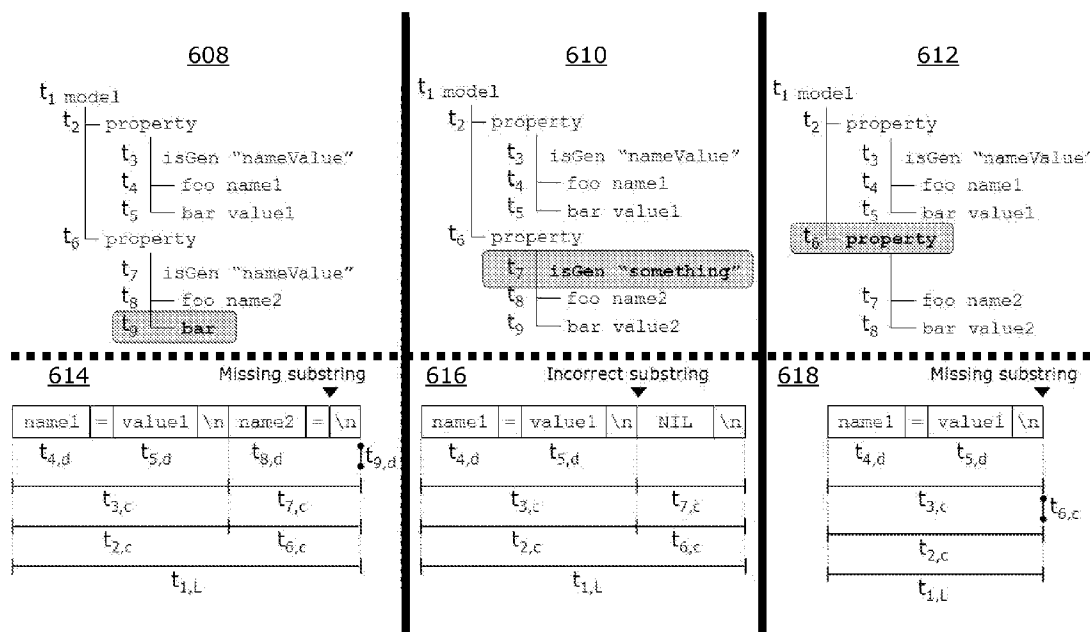 608
t1 model
t2 property
t3 isGen "nameValue"
t4 foo name1
t5 bar value1
t6 property
t7 isGen "nameValue"
t8 foo name2
t9 bar
610
t1 model
t2 property
t3 isGen "nameValue"
t4 foo name1
t5 bar value1
t6 property
t7 isGen "something"
t8 foo name2
t9 bar value2
612
t1 model
t2 property
t3 isGen "nameValue"
t4 foo name1
t5 bar value1
t6 property
t7 foo name2
t8 bar value2
614 Missing substring
name1 = value1 \n name2 = \n
t4,d t5,d t8,d t9,d
t3,c t7,c
t2,c t6,c
t1,L
616 Incorrect substring
name1 = value1 \n NIL \n
t4,d t5,d
t3,c t7,c
t2,c t6,c
t1,L
618 Missing substring
name1 = value1 \n
t4,d t5,d
t3,c t6,c
t2,c
t1,L